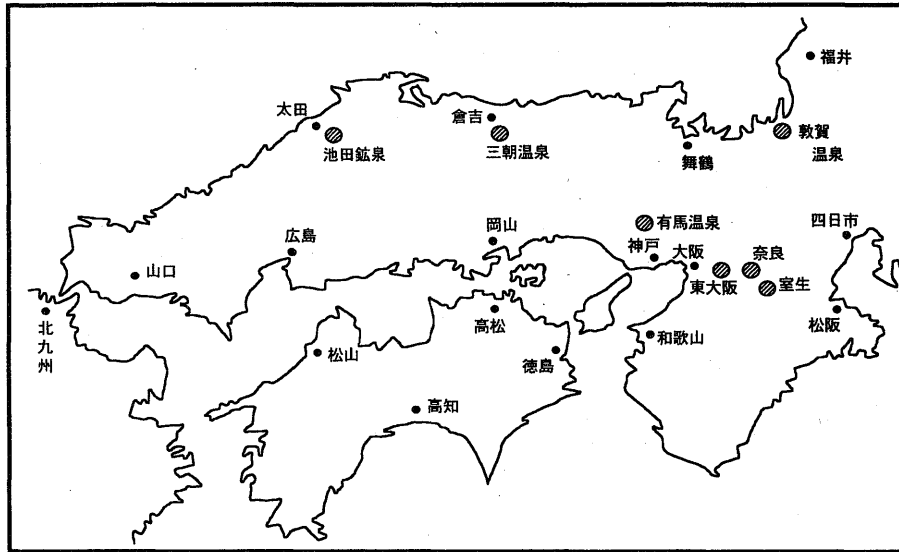 福井
太田
池田鉱泉
倉吉
三朝温泉
舞鶴
敦賀
温泉
有馬温泉
岡山
広島
山口
神戸
大阪
東大阪
奈良
室生
四日市
北九州
松山
高松
徳島
高知
和歌山
松阪